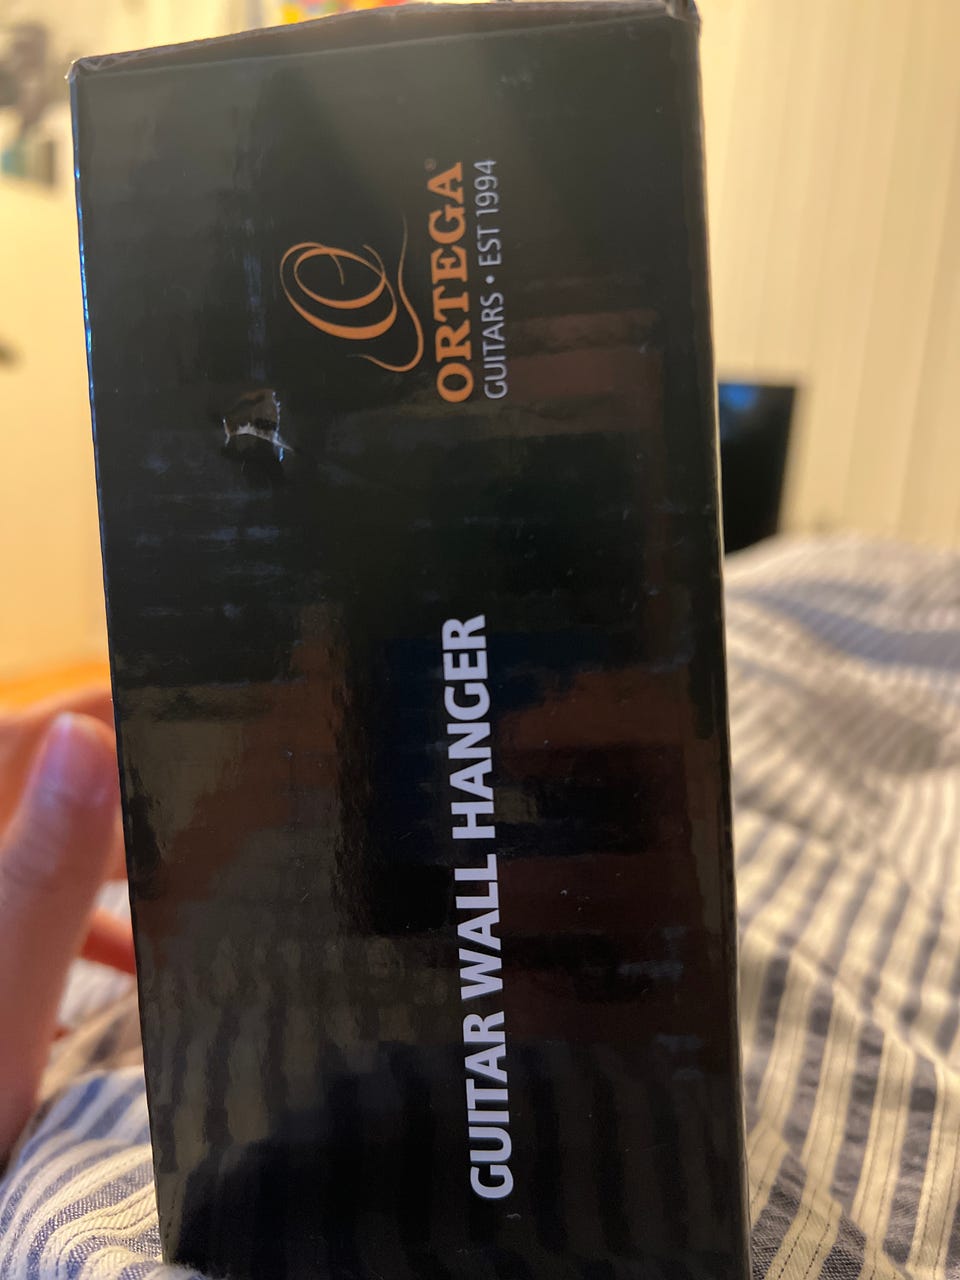 ORTEGA®
GUITARS • EST 1994
GUITAR WALL HANGER